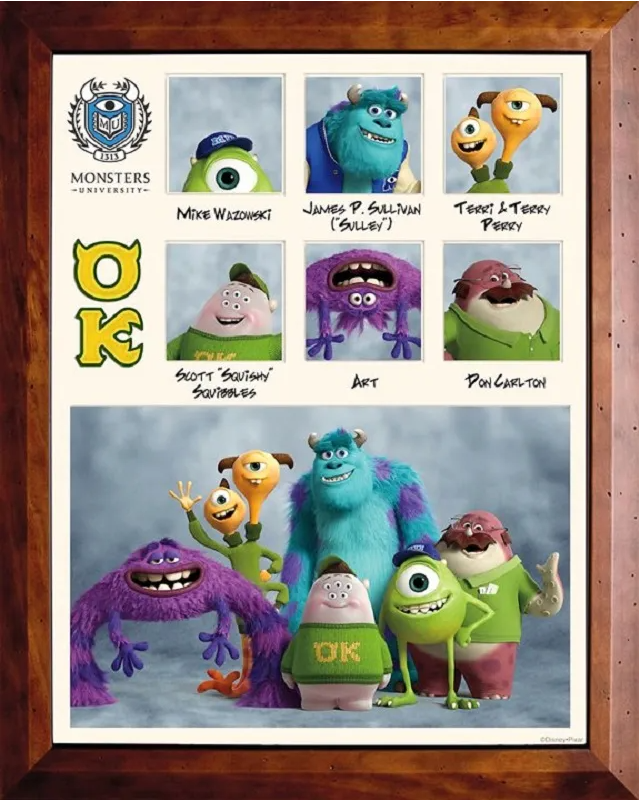 MU
1313
MONSTERS
-UNIVERSITY-
MIKE WAZOWSKI
JAMES P. SULLIVAN
("SULLEY")
TERRI & TERRY
PERRY
OK
SCOTT "SQUISHY"
SQUIBBLES
ART
DON CARLTON
OK
©Disney•Pixar